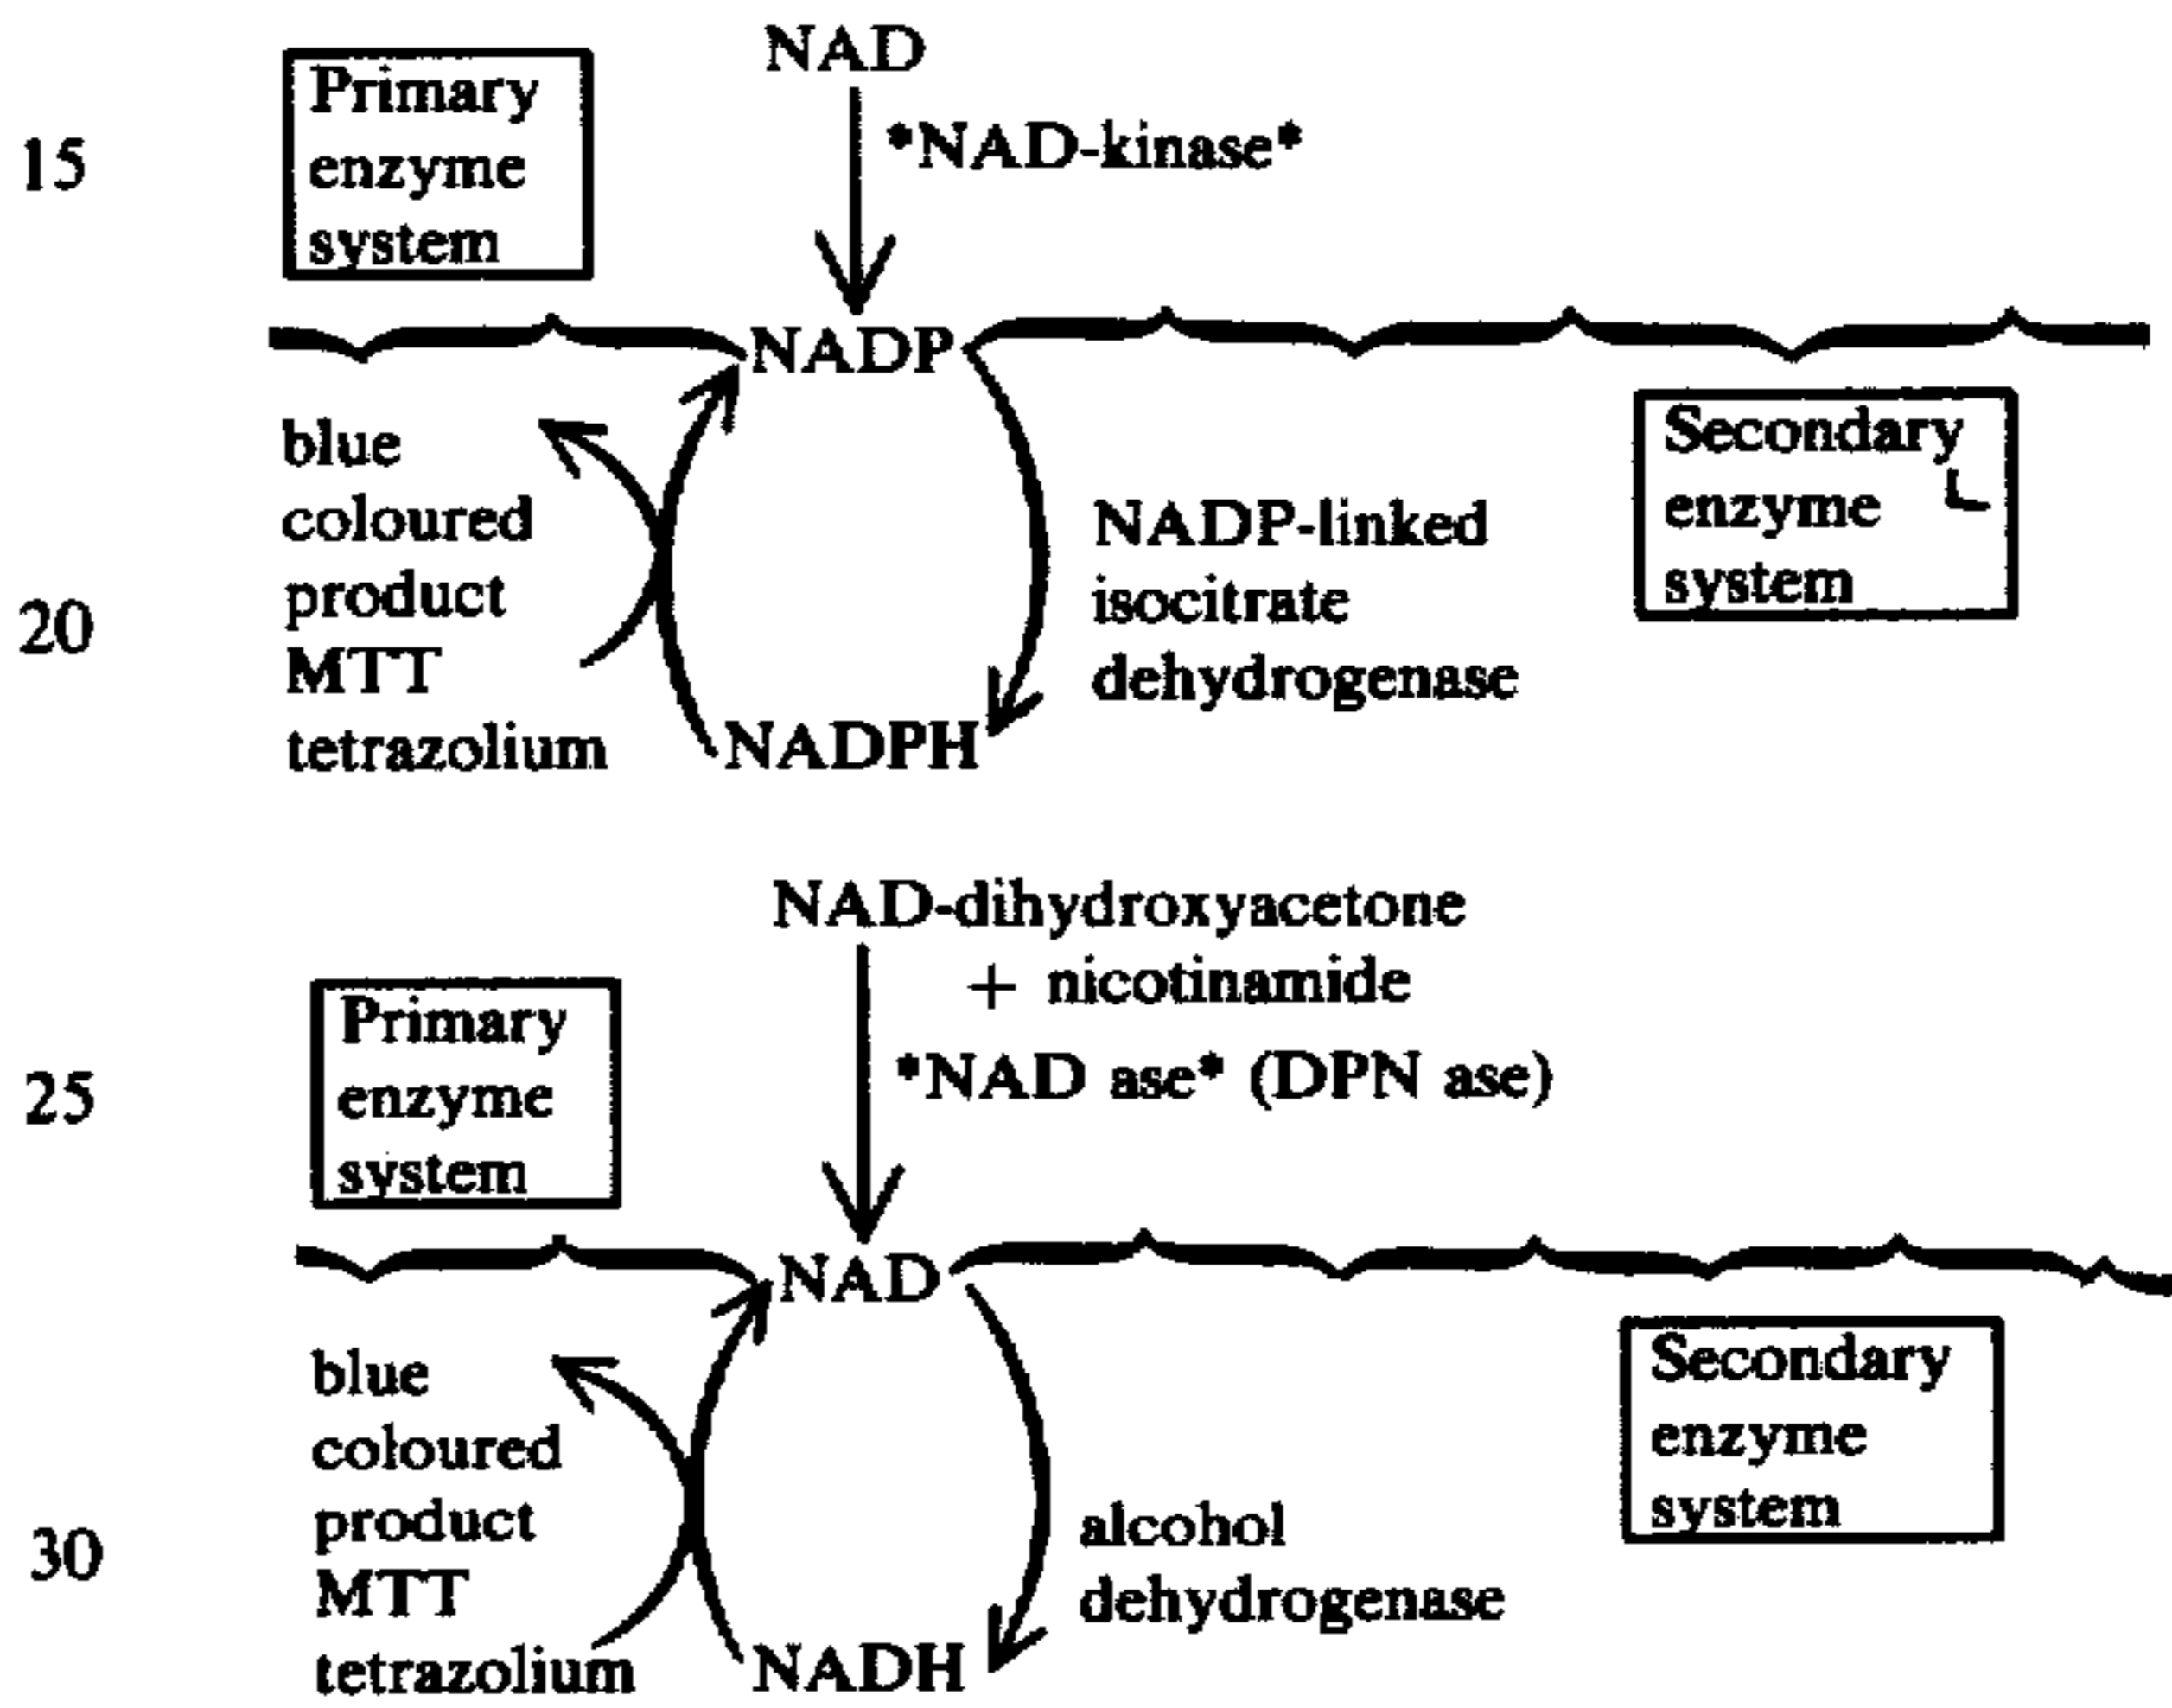 NAD
Primary
enzyme
system
15
*NAD-kinase*
NADP
blue
coloured
product
MTT
tetrazolium
20
NADP-linked
isocitrate
dehydrogenase
Secondary
enzyme
system
NADPH
NAD-dihydroxyacetone
+ nicotinamide
*NAD ase* (DPN ase)
Primary
enzyme
system
25
NAD
blue
coloured
product
MTT
tetrazolium
30
alcohol
dehydrogenase
Secondary
enzyme
system
NADH